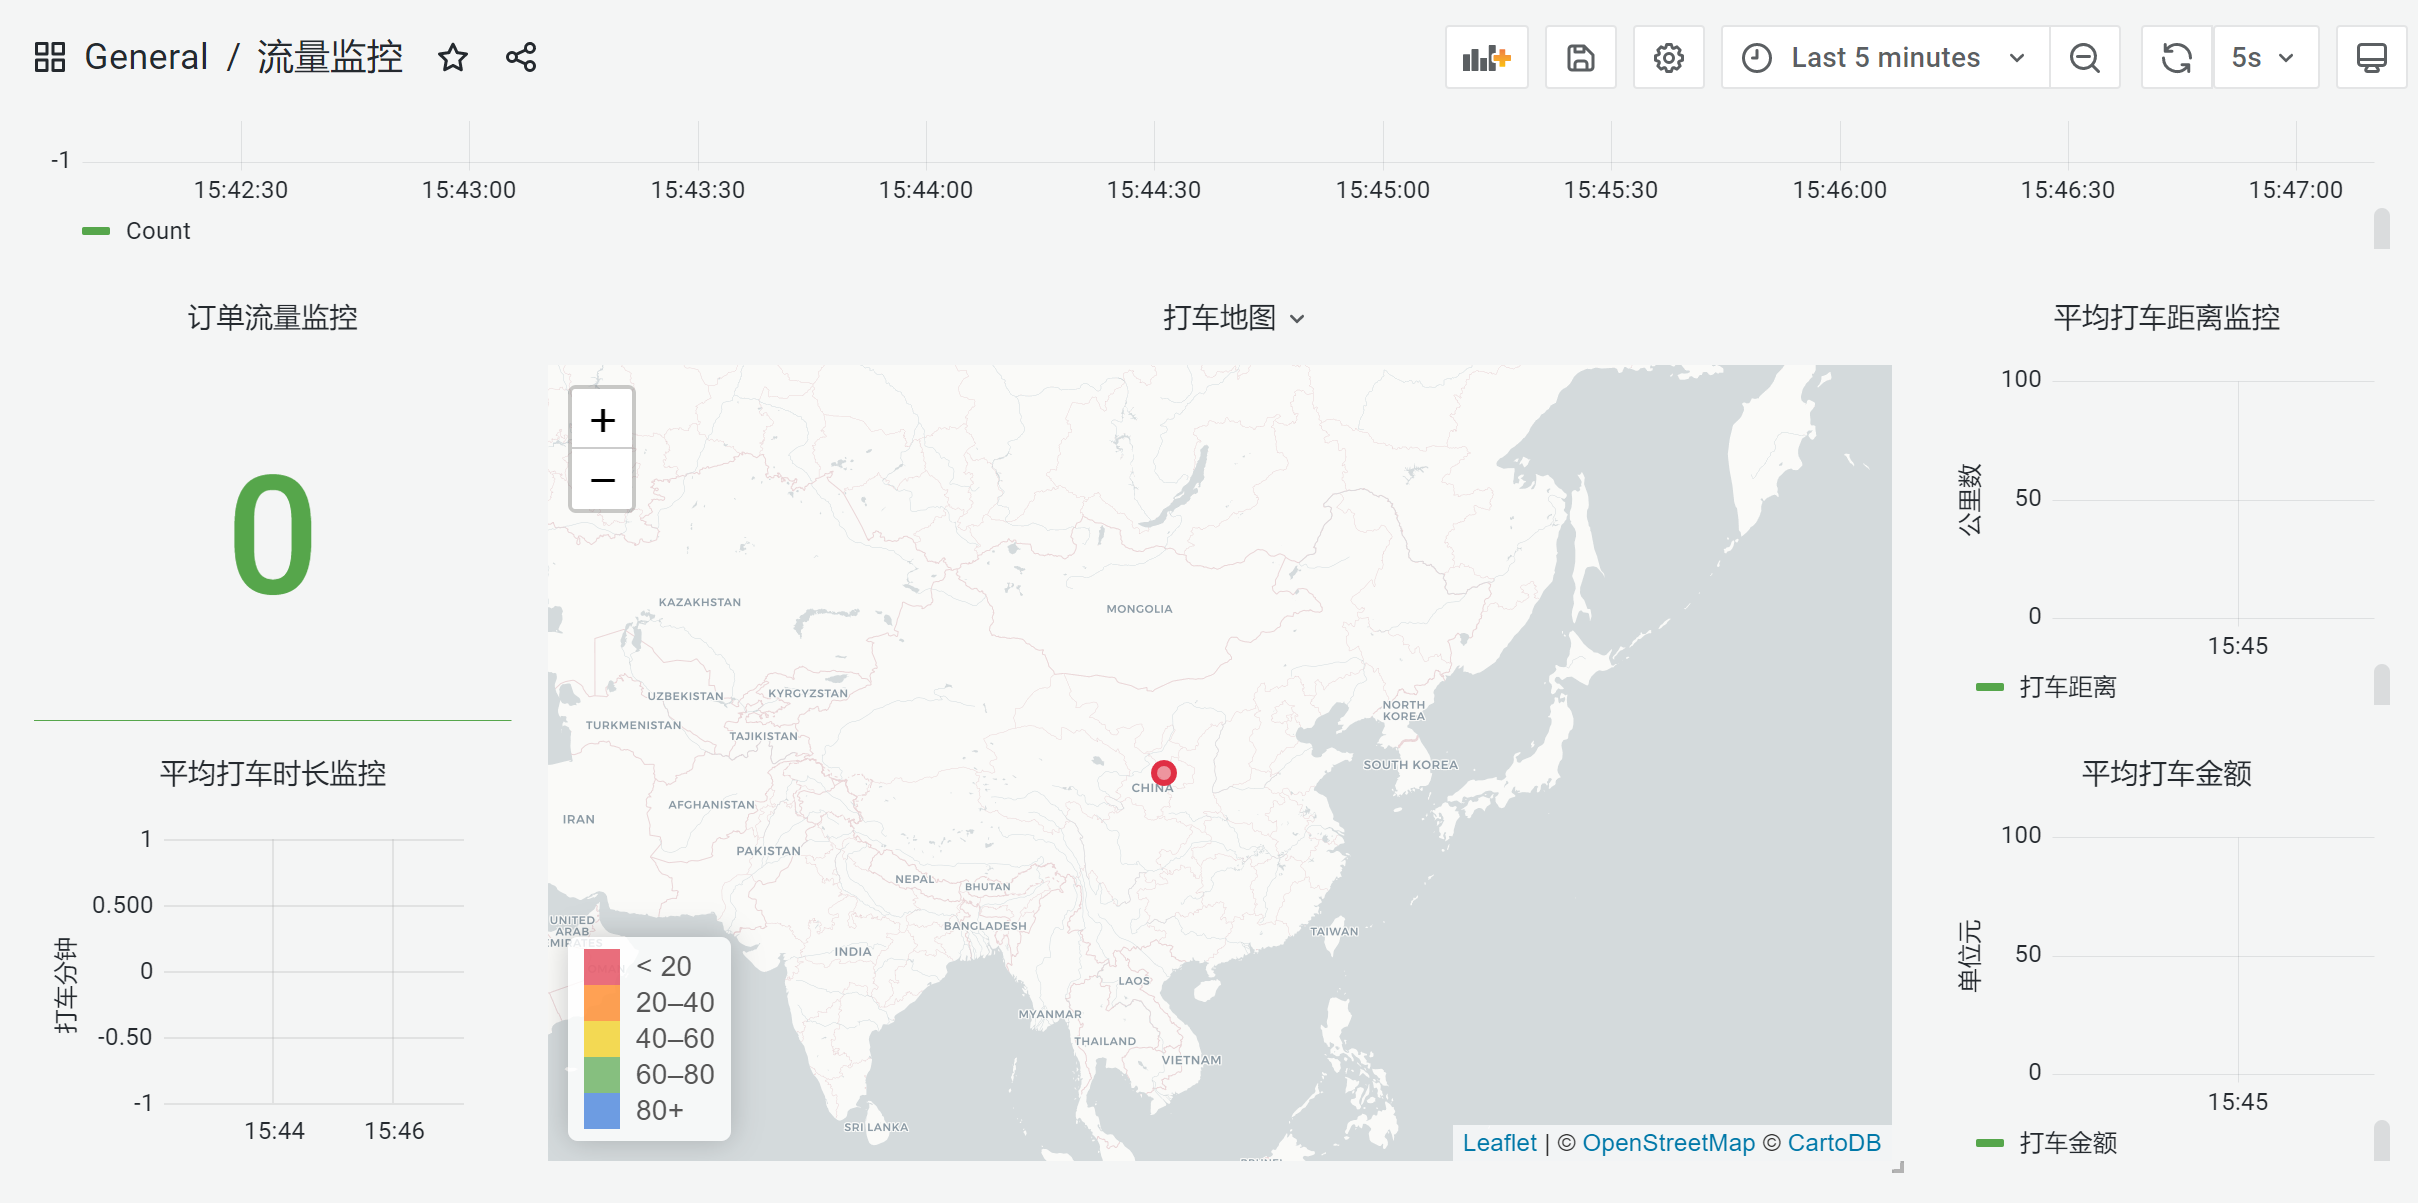 General / 流量监控
Last 5 minutes
5s
-1
15:42:30 15:43:00 15:43:30 15:44:00 15:44:30 15:45:00 15:45:30 15:46:00 15:46:30 15:47:00
Count
订单流量监控
0
平均打车时长监控
打车分钟
1
0.500
0
-0.50
-1
15:44 15:46
打车地图
+
−
KAZAKHSTAN
MONGOLIA
UZBEKISTAN
KYRGYZSTAN
TURKMENISTAN
TAJIKISTAN
NORTH
KOREA
SOUTH KOREA
CHINA
IRAN
AFGHANISTAN
PAKISTAN
NEPAL
BHUTAN
UNITED
ARAB
EMIRATES
BANGLADESH
TAIWAN
INDIA
LAOS
MYANMAR
THAILAND
VIETNAM
SRI LANKA
< 20
20–40
40–60
60–80
80+
Leaflet | © OpenStreetMap © CartoDB
平均打车距离监控
公里数
100
50
0
15:45
打车距离
平均打车金额
单位元
100
50
0
15:45
打车金额